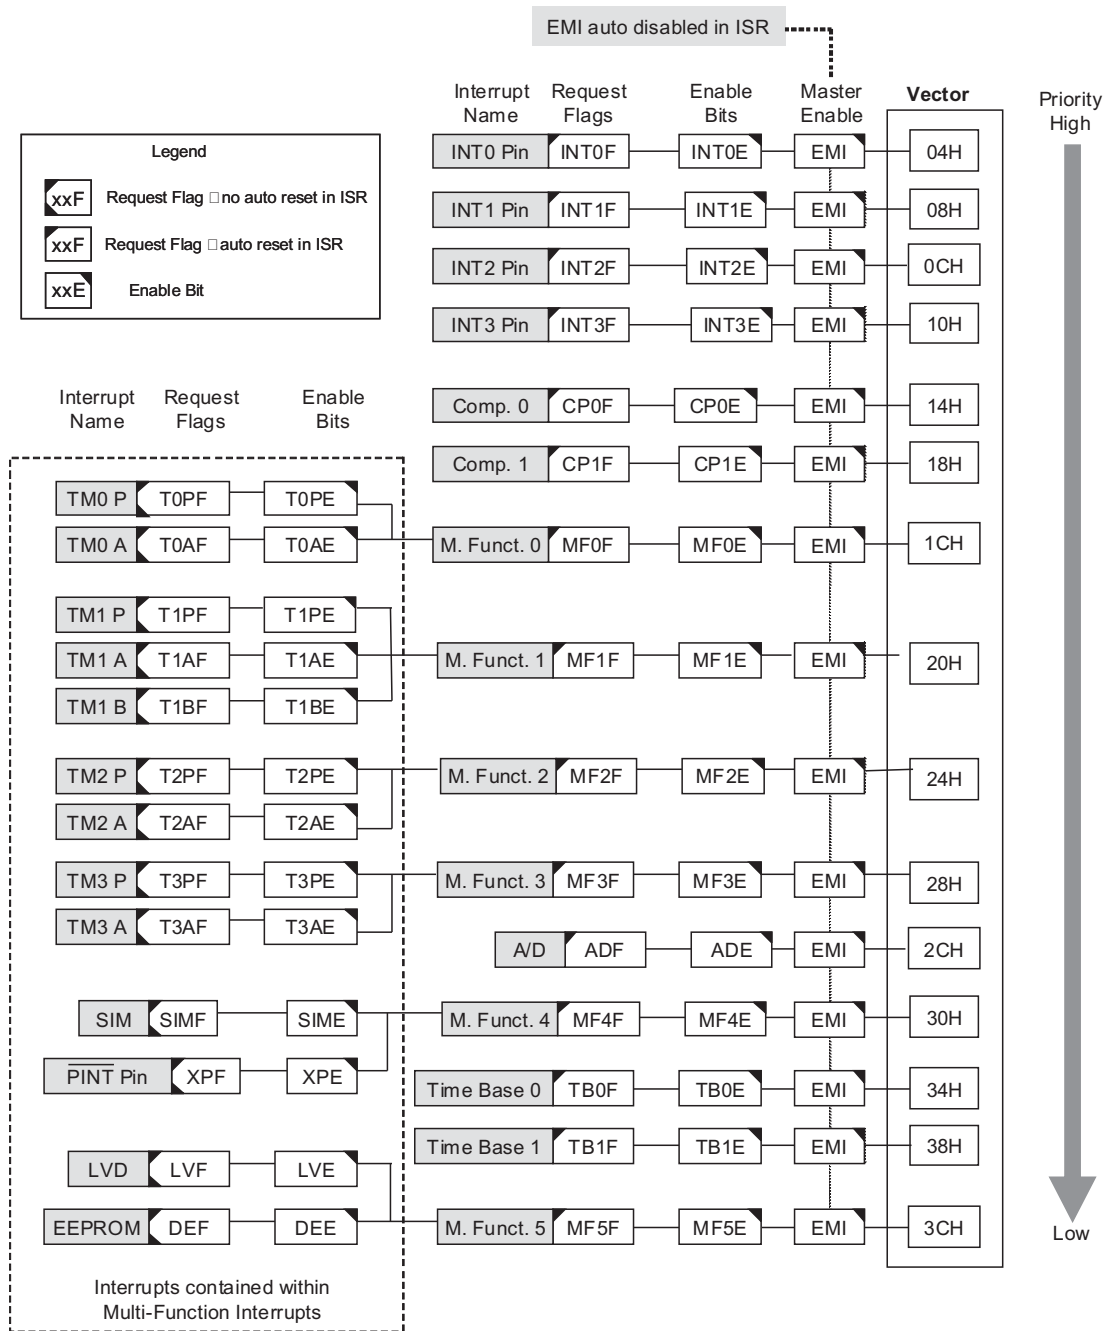 EMI auto disabled in ISR
Interrupt Name
Request Flags
Enable Bits
Master Enable
Vector
Priority High
Legend
xxF Request Flag □ no auto reset in ISR
xxF Request Flag □ auto reset in ISR
xxE Enable Bit
INT0 Pin INT0F INT0E EMI 04H
INT1 Pin INT1F INT1E EMI 08H
INT2 Pin INT2F INT2E EMI 0CH
INT3 Pin INT3F INT3E EMI 10H
Interrupt Name
Request Flags
Enable Bits
Comp. 0 CP0F CP0E EMI 14H
Comp. 1 CP1F CP1E EMI 18H
TM0 P T0PF T0PE
TM0 A T0AF T0AE M. Funct. 0 MF0F MF0E EMI 1CH
TM1 P T1PF T1PE
TM1 A T1AF T1AE M. Funct. 1 MF1F MF1E EMI 20H
TM1 B T1BF T1BE
TM2 P T2PF T2PE M. Funct. 2 MF2F MF2E EMI 24H
TM2 A T2AF T2AE
TM3 P T3PF T3PE M. Funct. 3 MF3F MF3E EMI 28H
TM3 A T3AF T3AE
A/D ADF ADE EMI 2CH
SIM SIMF SIME M. Funct. 4 MF4F MF4E EMI 30H
PINT Pin XPF XPE
Time Base 0 TB0F TB0E EMI 34H
Time Base 1 TB1F TB1E EMI 38H
LVD LVF LVE
EEPROM DEF DEE M. Funct. 5 MF5F MF5E EMI 3CH
Low
Interrupts contained within
Multi-Function Interrupts